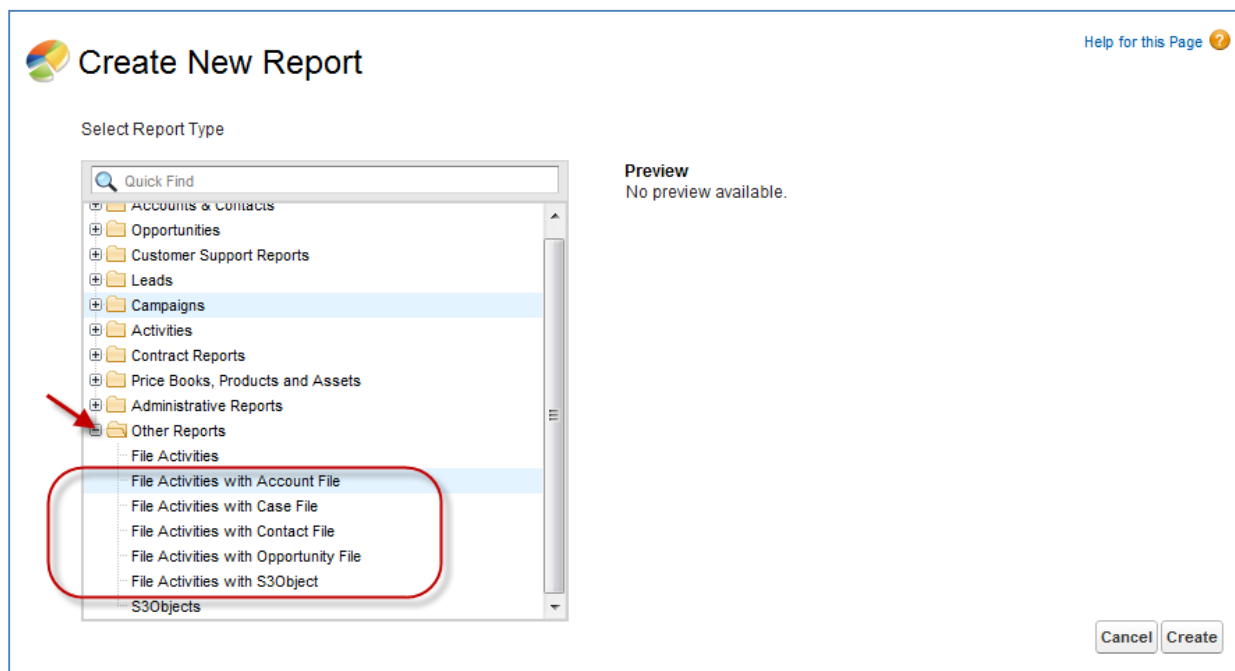 Help for this Page ?
Create New Report
Select Report Type
Quick Find
Preview
No preview available.
Accounts & Contacts
Opportunities
Customer Support Reports
Leads
Campaigns
Activities
Contract Reports
Price Books, Products and Assets
Administrative Reports
Other Reports
File Activities
File Activities with Account File
File Activities with Case File
File Activities with Contact File
File Activities with Opportunity File
File Activities with S3Object
S3Objects
Cancel Create